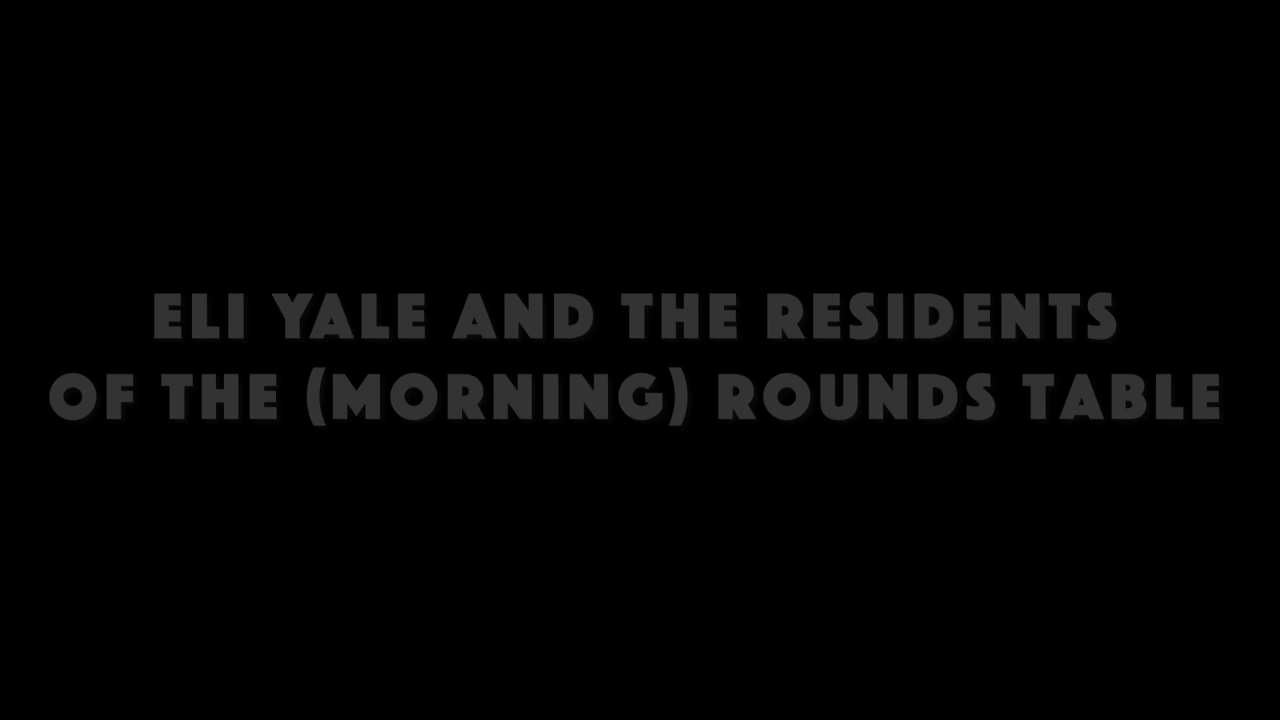 ELI YALE AND THE RESIDENTS
OF THE (MORNING) ROUNDS TABLE